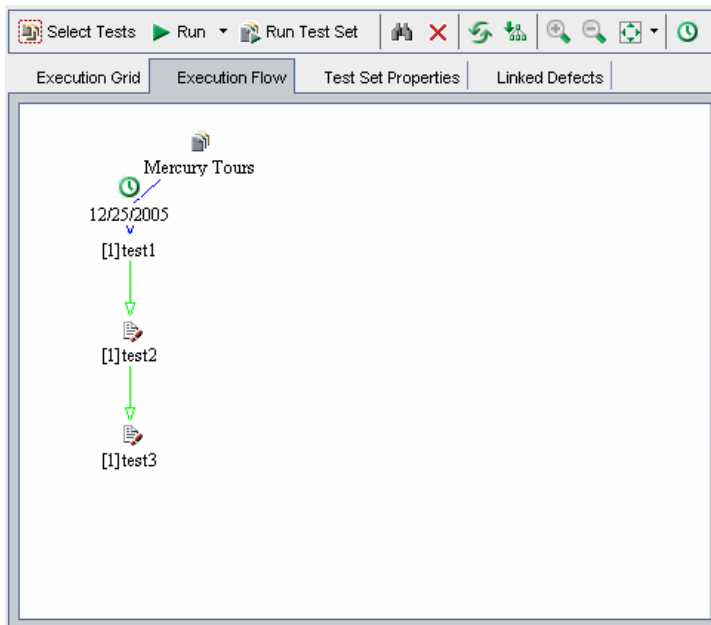 Select Tests Run Run Test Set
Execution Grid Execution Flow Test Set Properties Linked Defects
Mercury Tours
12/25/2005
[1]test1
[1]test2
[1]test3